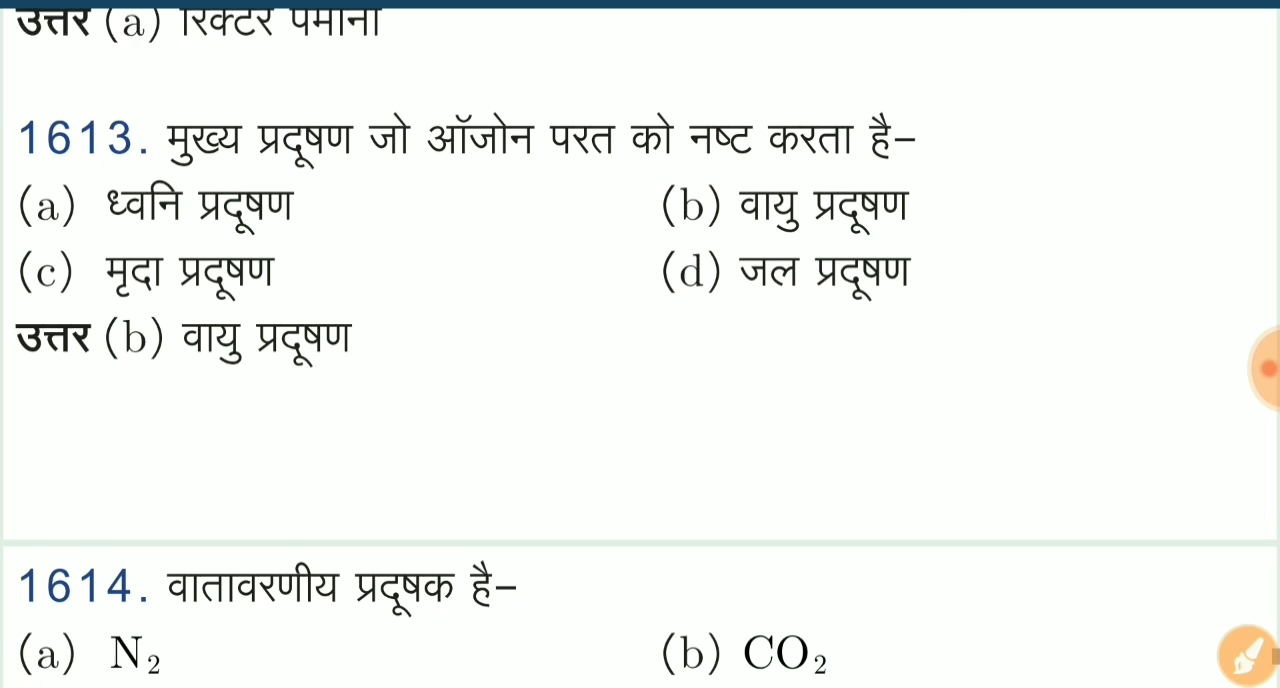 उत्तर (a) रिक्टर पैमाना
1613. मुख्य प्रदूषण जो ऑजोन परत को नष्ट करता है–
(a) ध्वनि प्रदूषण (b) वायु प्रदूषण
(c) मृदा प्रदूषण (d) जल प्रदूषण
उत्तर (b) वायु प्रदूषण
1614. वातावरणीय प्रदूषक है–
(a) N₂ (b) CO₂